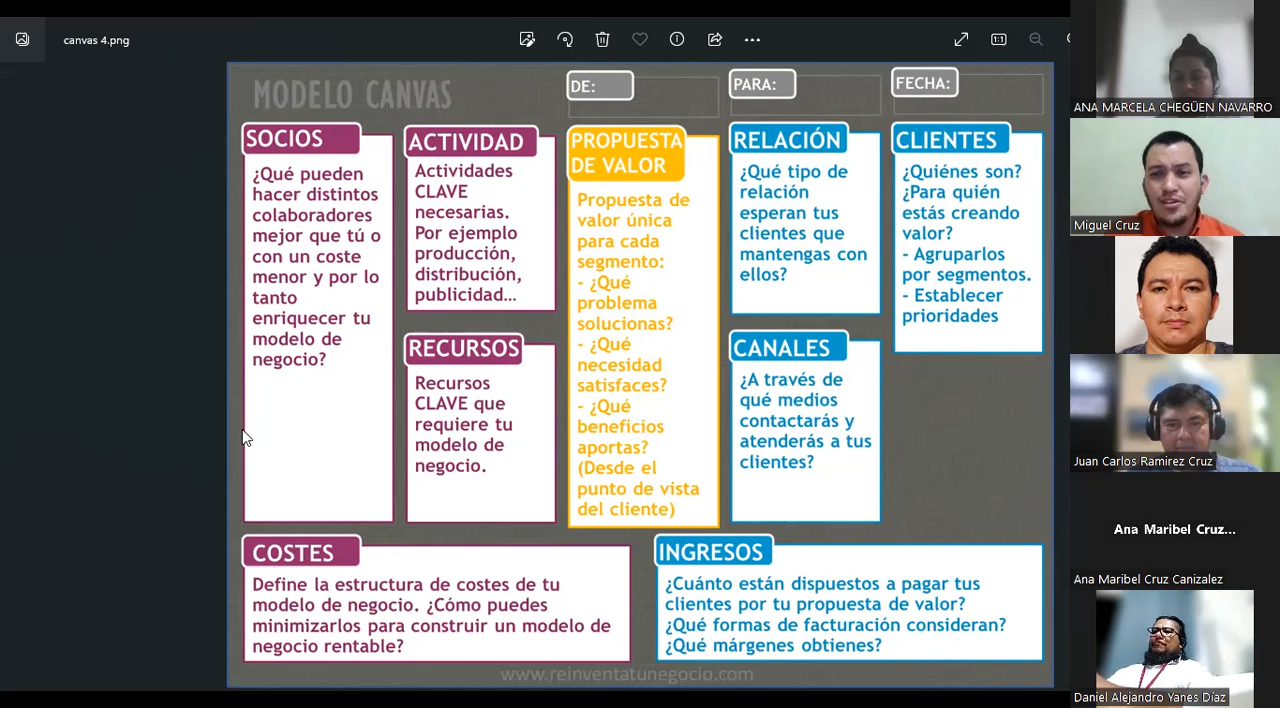 canvas 4.png
1:1
MODELO CANVAS
DE:
PARA:
FECHA:
SOCIOS
¿Qué pueden
hacer distintos
colaboradores
mejor que tú o
con un coste
menor y por lo
tanto
enriquecer tu
modelo de
negocio?
ACTIVIDAD
Actividades
CLAVE
necesarias.
Por ejemplo
producción,
distribución,
publicidad...
RECURSOS
Recursos
CLAVE que
requiere tu
modelo de
negocio.
PROPUESTA
DE VALOR
Propuesta de
valor única
para cada
segmento:
- ¿Qué
problema
solucionas?
- ¿Qué
necesidad
satisfaces?
- ¿Qué
beneficios
aportas?
(Desde el
punto de vista
del cliente)
RELACIÓN
¿Qué tipo de
relación
esperan tus
clientes que
mantengas con
ellos?
CANALES
¿A través de
qué medios
contactarás y
atenderás a tus
clientes?
CLIENTES
¿Quiénes son?
¿Para quién
estás creando
valor?
- Agruparlos
por segmentos.
- Establecer
prioridades
COSTES
Define la estructura de costes de tu
modelo de negocio. ¿Cómo puedes
minimizarlos para construir un modelo de
negocio rentable?
INGRESOS
¿Cuánto están dispuestos a pagar tus
clientes por tu propuesta de valor?
¿Qué formas de facturación consideran?
¿Qué márgenes obtienes?
www.reinventatunegocio.com
ANA MARCELA CHEGÜEN NAVARRO
Miguel Cruz
Juan Carlos Ramirez Cruz
Ana Maribel Cruz...
Ana Maribel Cruz Canizalez
Daniel Alejandro Yanes Díaz